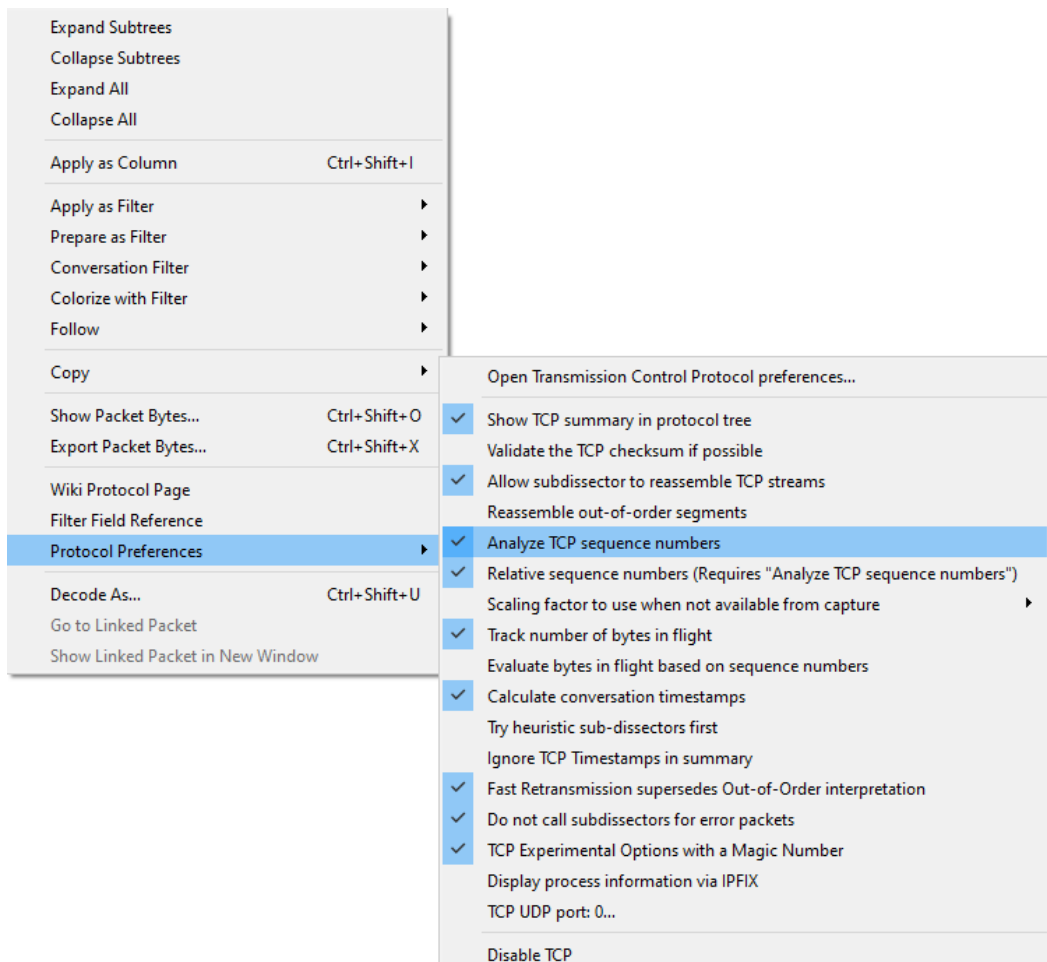 Expand Subtrees
Collapse Subtrees
Expand All
Collapse All
Apply as Column Ctrl+Shift+I
Apply as Filter
Prepare as Filter
Conversation Filter
Colorize with Filter
Follow
Copy
Show Packet Bytes... Ctrl+Shift+O
Export Packet Bytes... Ctrl+Shift+X
Wiki Protocol Page
Filter Field Reference
Protocol Preferences
Decode As... Ctrl+Shift+U
Go to Linked Packet
Show Linked Packet in New Window
Open Transmission Control Protocol preferences...
Show TCP summary in protocol tree
Validate the TCP checksum if possible
Allow subdissector to reassemble TCP streams
Reassemble out-of-order segments
Analyze TCP sequence numbers
Relative sequence numbers (Requires "Analyze TCP sequence numbers")
Scaling factor to use when not available from capture
Track number of bytes in flight
Evaluate bytes in flight based on sequence numbers
Calculate conversation timestamps
Try heuristic sub-dissectors first
Ignore TCP Timestamps in summary
Fast Retransmission supersedes Out-of-Order interpretation
Do not call subdissectors for error packets
TCP Experimental Options with a Magic Number
Display process information via IPFIX
TCP UDP port: 0...
Disable TCP